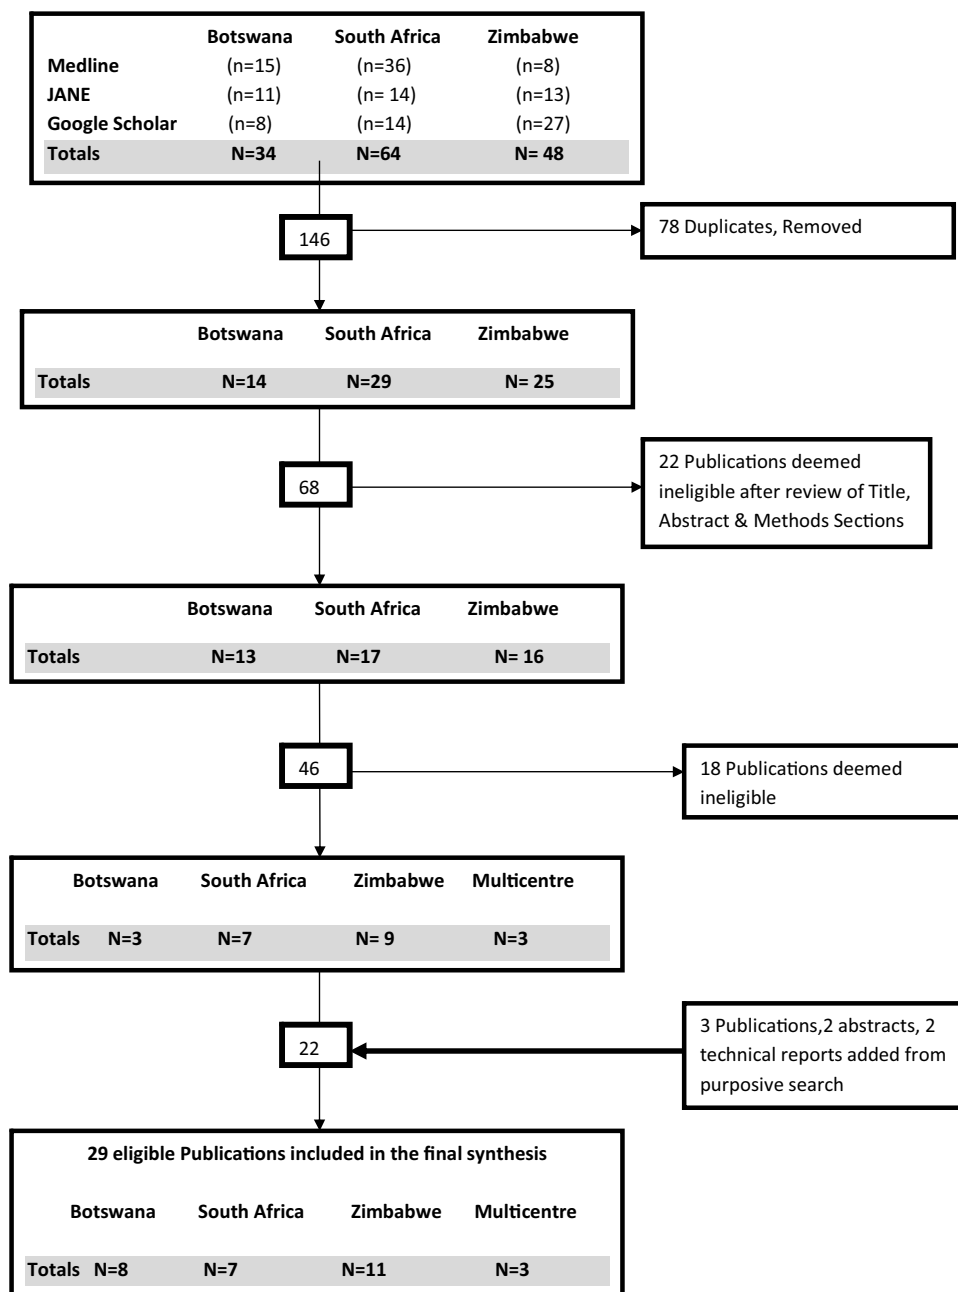 Botswana South Africa Zimbabwe
Medline (n=15) (n=36) (n=8)
JANE (n=11) (n= 14) (n=13)
Google Scholar (n=8) (n=14) (n=27)
Totals N=34 N=64 N= 48
146
78 Duplicates, Removed
Botswana South Africa Zimbabwe
Totals N=14 N=29 N= 25
68
22 Publications deemed
ineligible after review of Title,
Abstract & Methods Sections
Botswana South Africa Zimbabwe
Totals N=13 N=17 N= 16
46
18 Publications deemed
ineligible
Botswana South Africa Zimbabwe Multicentre
Totals N=3 N=7 N= 9 N=3
22
3 Publications,2 abstracts, 2
technical reports added from
purposive search
29 eligible Publications included in the final synthesis
Botswana South Africa Zimbabwe Multicentre
Totals N=8 N=7 N=11 N=3